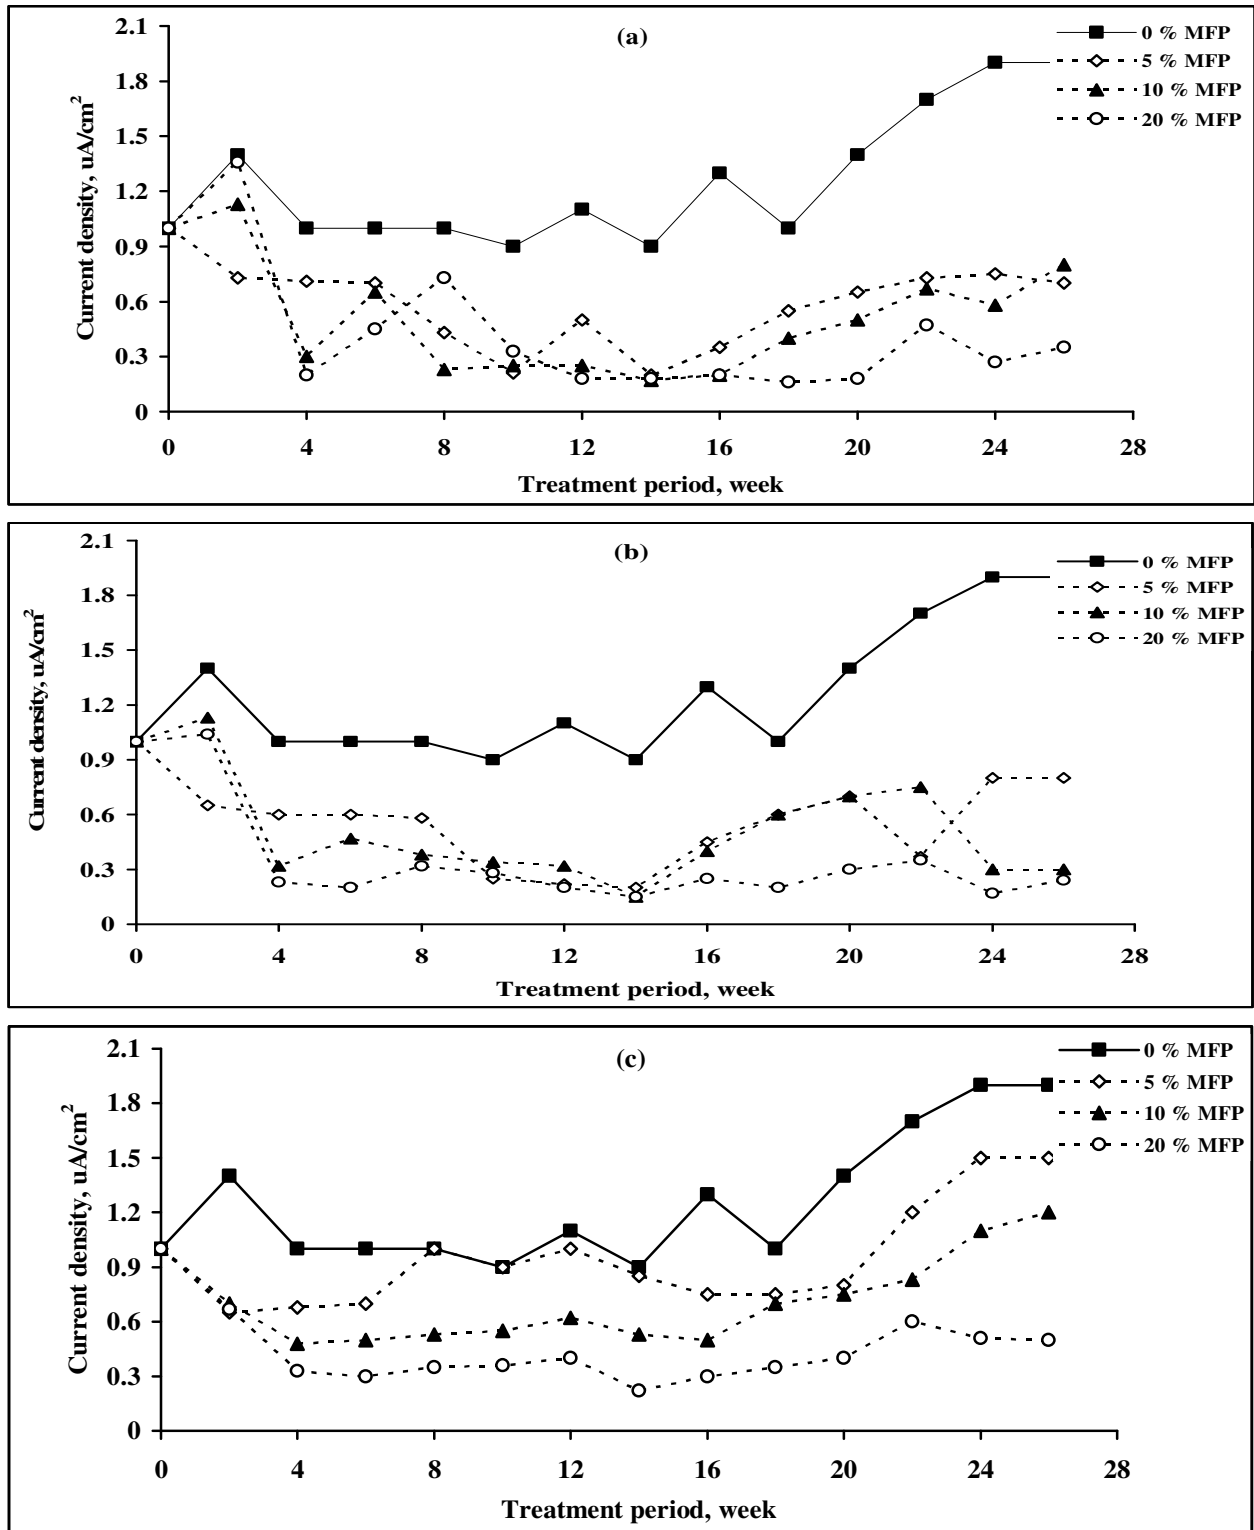 (a)
2.1
1.8
1.5
1.2
0.9
0.6
0.3
0
Current density, uA/cm²
0 % MFP
5 % MFP
10 % MFP
20 % MFP
0 4 8 12 16 20 24 28
Treatment period, week
(b)
2.1
1.8
1.5
1.2
0.9
0.6
0.3
0
Current density, uA/cm²
0 % MFP
5 % MFP
10 % MFP
20 % MFP
0 4 8 12 16 20 24 28
Treatment period, week
(c)
2.1
1.8
1.5
1.2
0.9
0.6
0.3
0
Current density, uA/cm²
0 % MFP
5 % MFP
10 % MFP
20 % MFP
0 4 8 12 16 20 24 28
Treatment period, week